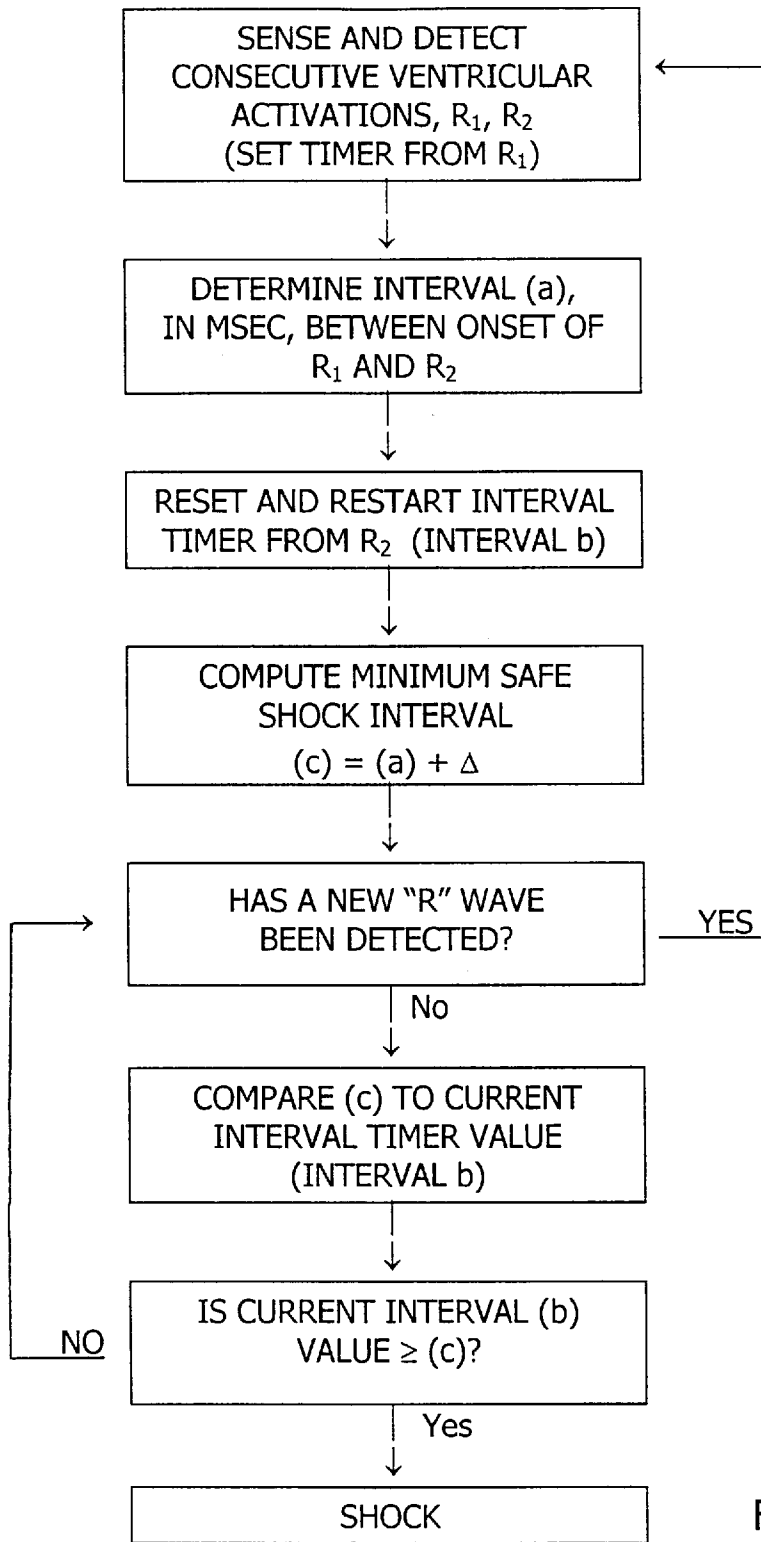 SENSE AND DETECT
CONSECUTIVE VENTRICULAR
ACTIVATIONS, R₁, R₂
(SET TIMER FROM R₁)
DETERMINE INTERVAL (a),
IN MSEC, BETWEEN ONSET OF
R₁ AND R₂
RESET AND RESTART INTERVAL
TIMER FROM R₂ (INTERVAL b)
COMPUTE MINIMUM SAFE
SHOCK INTERVAL
(c) = (a) + Δ
HAS A NEW “R” WAVE
BEEN DETECTED?
YES
No
COMPARE (c) TO CURRENT
INTERVAL TIMER VALUE
(INTERVAL b)
IS CURRENT INTERVAL (b)
VALUE ≥ (c)?
NO
Yes
SHOCK